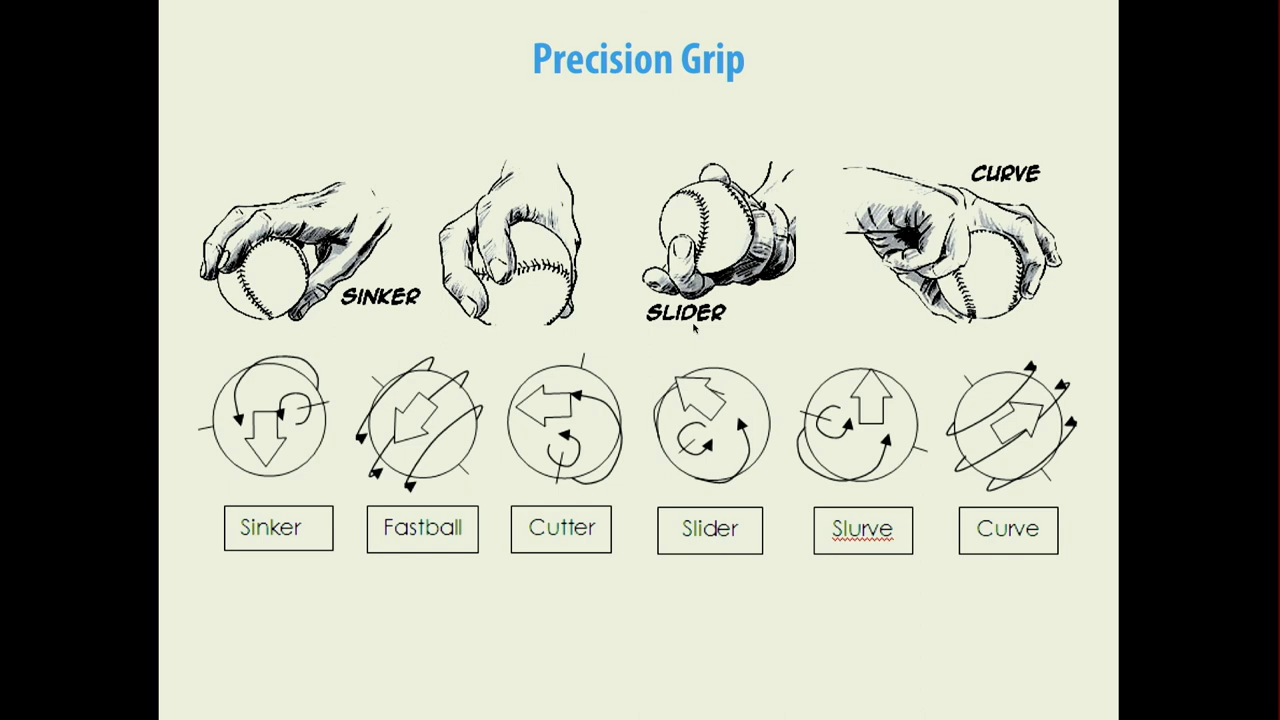 Precision Grip
CURVE
SINKER
SLIDER
Sinker
Fastball
Cutter
Slider
Slurve
Curve